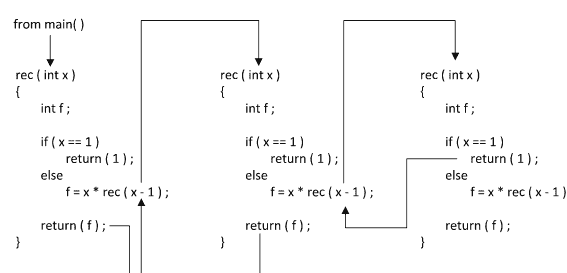 from main( )
rec ( int x )
{
int f ;
if ( x == 1 )
return ( 1 ) ;
else
f = x * rec ( x - 1 ) ;
return ( f ) ;
}
rec ( int x )
{
int f ;
if ( x == 1 )
return ( 1 ) ;
else
f = x * rec ( x - 1 ) ;
return ( f ) ;
}
rec ( int x )
{
int f ;
if ( x == 1 )
return ( 1 ) ;
else
f = x * rec ( x - 1 )
return ( f ) ;
}